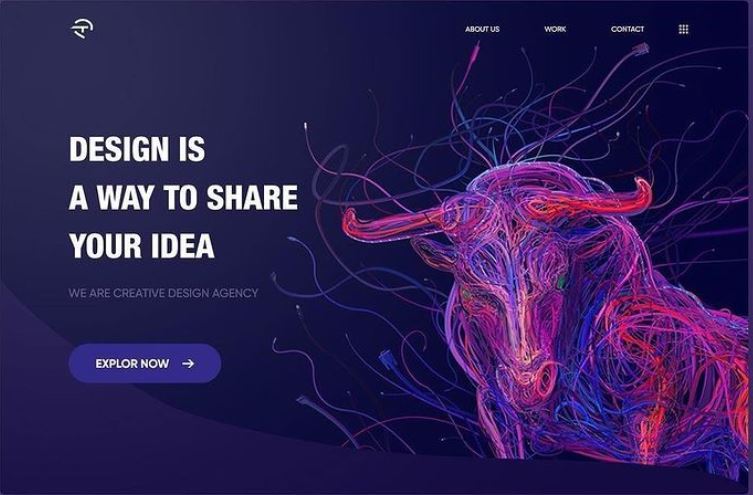 ABOUT US WORK CONTACT
DESIGN IS
A WAY TO SHARE
YOUR IDEA
WE ARE CREATIVE DESIGN AGENCY
EXPLOR NOW